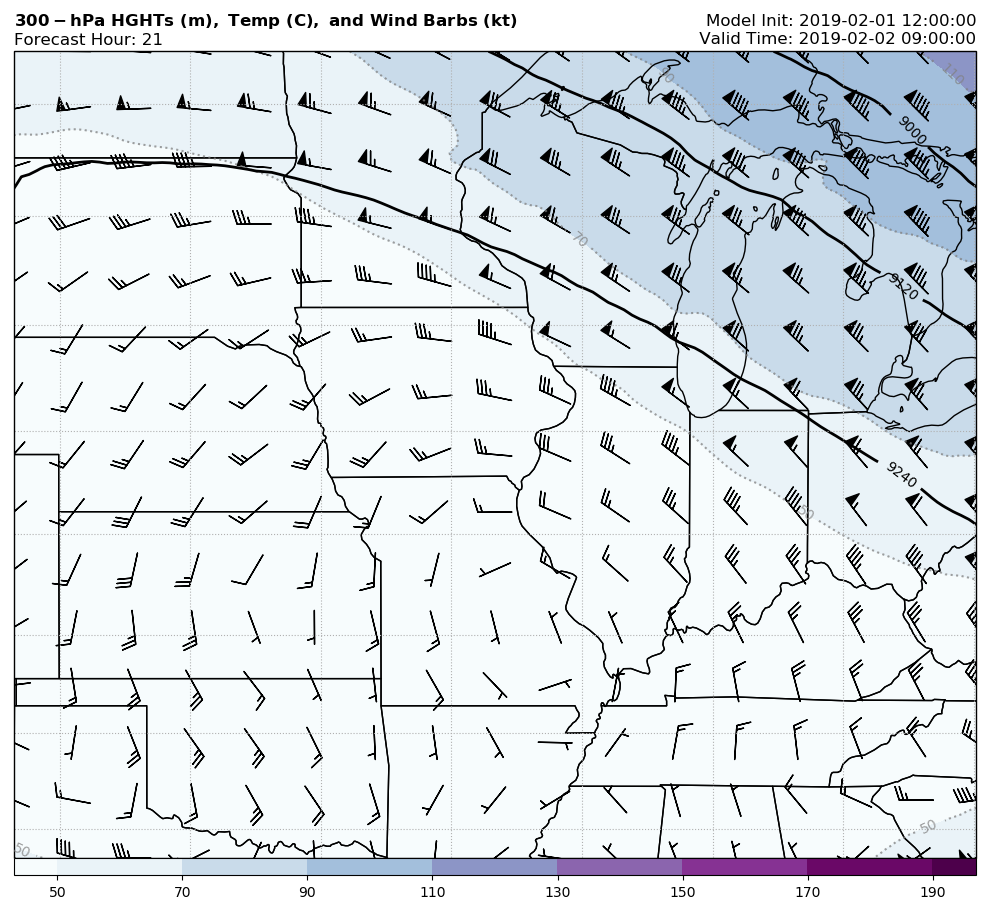 300 − hPa HGHTs (m), Temp (C), and Wind Barbs (kt)
Model Init: 2019-02-01 12:00:00
Forecast Hour: 21
Valid Time: 2019-02-02 09:00:00
110
90
9000
70
9120
9240
50
50
50
50 70 90 110 130 150 170 190